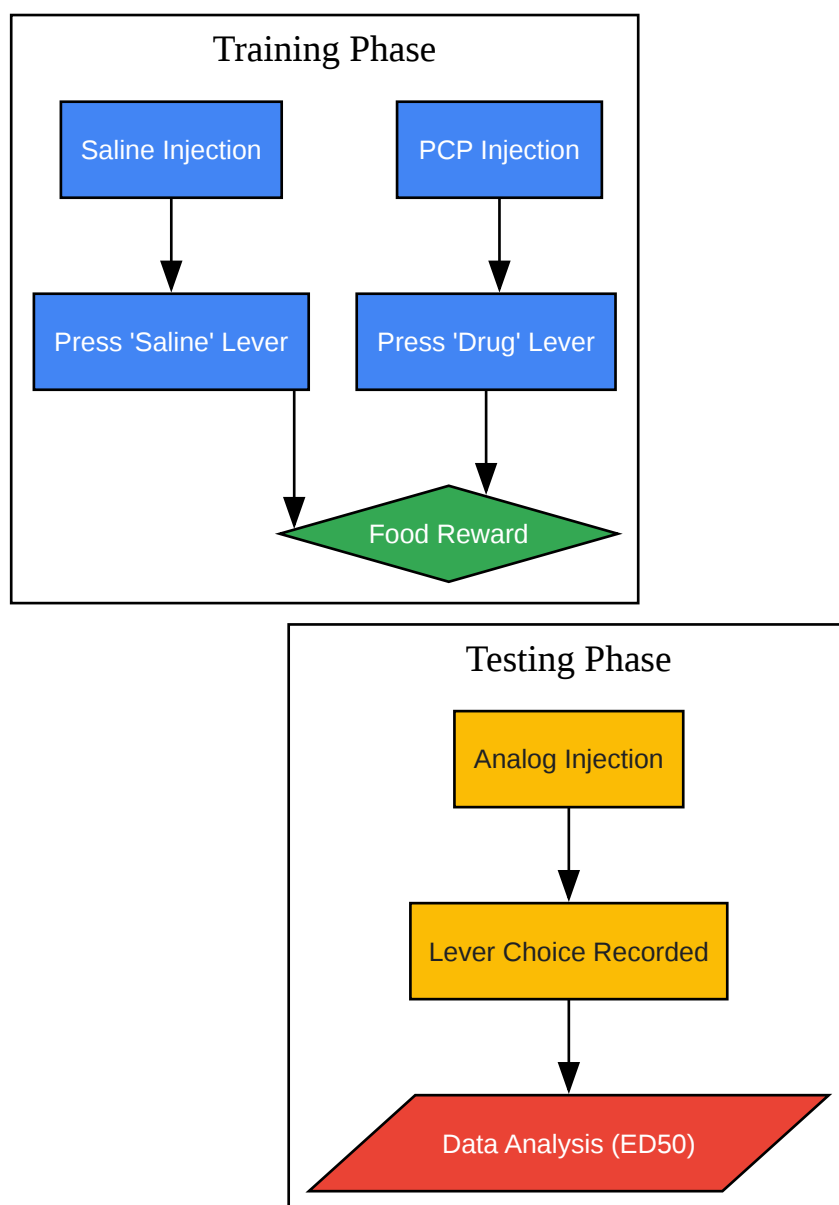 Training Phase
Saline Injection
PCP Injection
Press 'Saline' Lever
Press 'Drug' Lever
Food Reward
Testing Phase
Analog Injection
Lever Choice Recorded
Data Analysis (ED50)